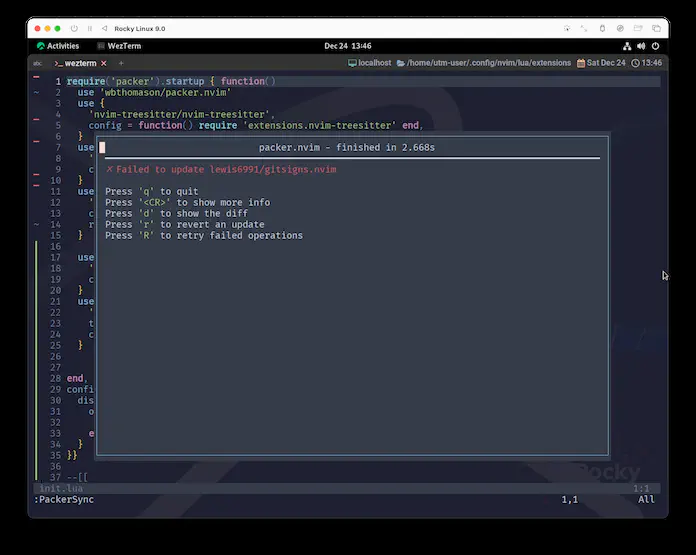 Rocky Linux 9.0
Activities WezTerm Dec 24 13:46
wezterm localhost /home/utm-user/.config/nvim/lua/extensions Sat Dec 24 13:46
1 require('packer').startup { function()
2 use 'wbthomason/packer.nvim'
3 use {
4 'nvim-treesitter/nvim-treesitter',
5 config = function() require 'extensions.nvim-treesitter' end,
6 }
packer.nvim - finished in 2.668s
7 use
8 '
✗ Failed to update lewis6991/gitsigns.nvim
9 c
10 }
11 use
Press 'q' to quit
12 '
Press '<CR>' to show more info
13 c
Press 'd' to show the diff
14 r
Press 'r' to revert an update
15 }
Press 'R' to retry failed operations
16
17 use
18 '
19 c
20 }
21 use
22 '
23 t
24 c
25 }
26
27
28 end,
29 confi
30 dis
31 o
32
33 e
34 }
35 }}
36
37 --[[
Rocky
init.lua 1:1
:PackerSync 1,1 All